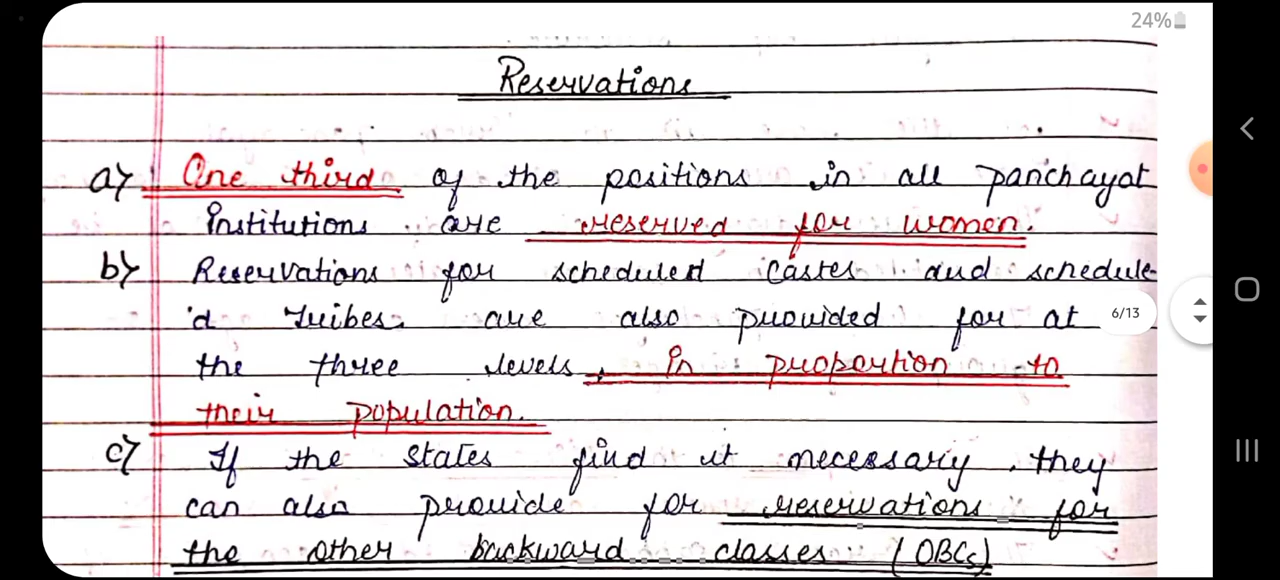 24%
Reservations
a) One third of the positions in all panchayat
institutions are reserved for women.
b) Reservations for scheduled castes and schedule-
'd tribes are also provided for at
6/13
the three levels, in proportion to
their population.
c) If the states find it necessary, they
can also provide for reservations for
the other backward classes (OBCs)